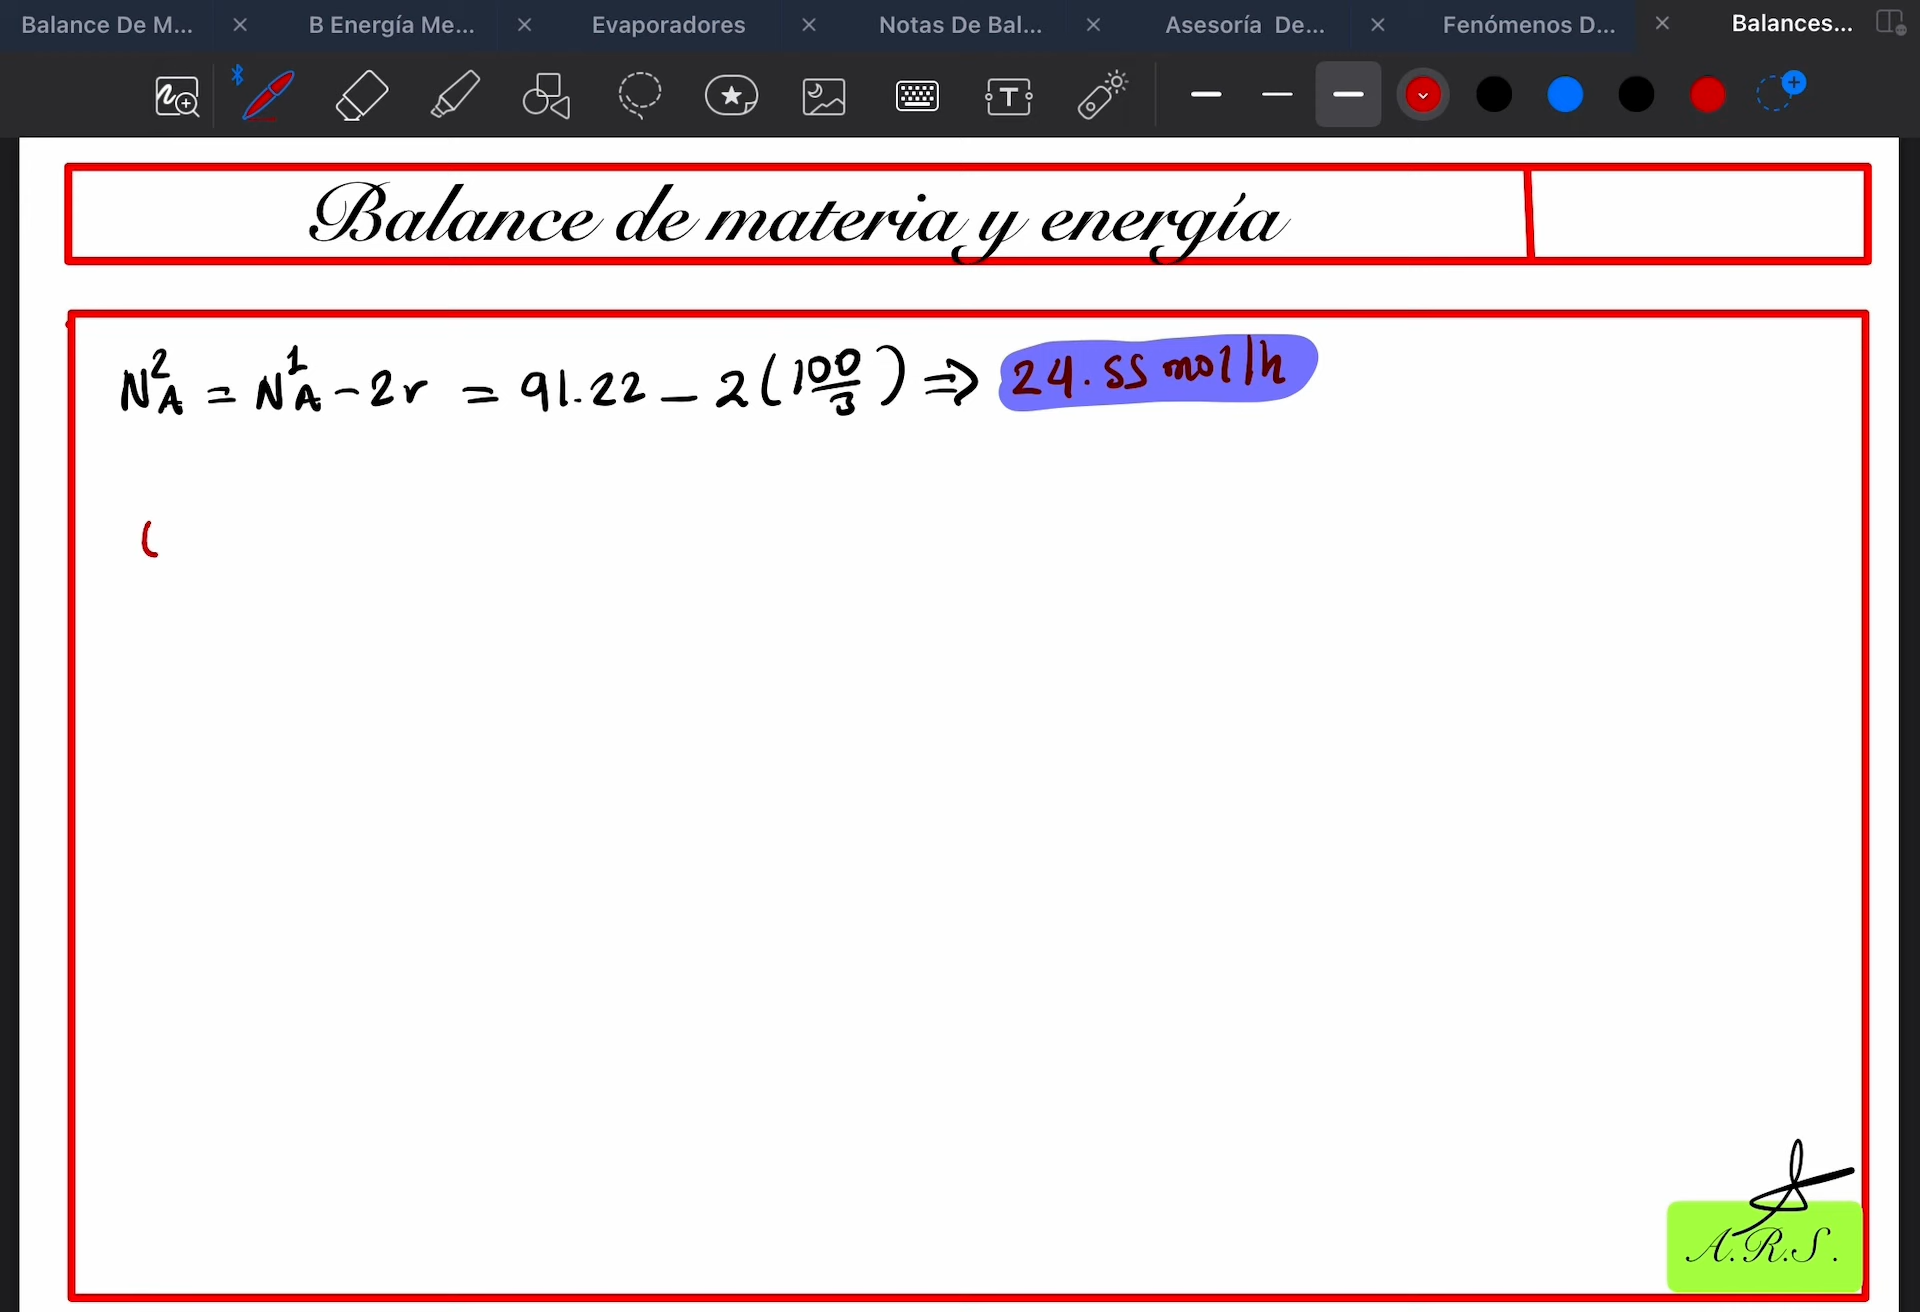 Balance De M... B Energía Me... Evaporadores Notas De Bal... Asesoría De... Fenómenos D... Balances...
Balance de materia y energía
N²A = N¹A - 2r = 91.22 - 2(100/3) ⇒ 24.55 mol/h
(
A.R.S.